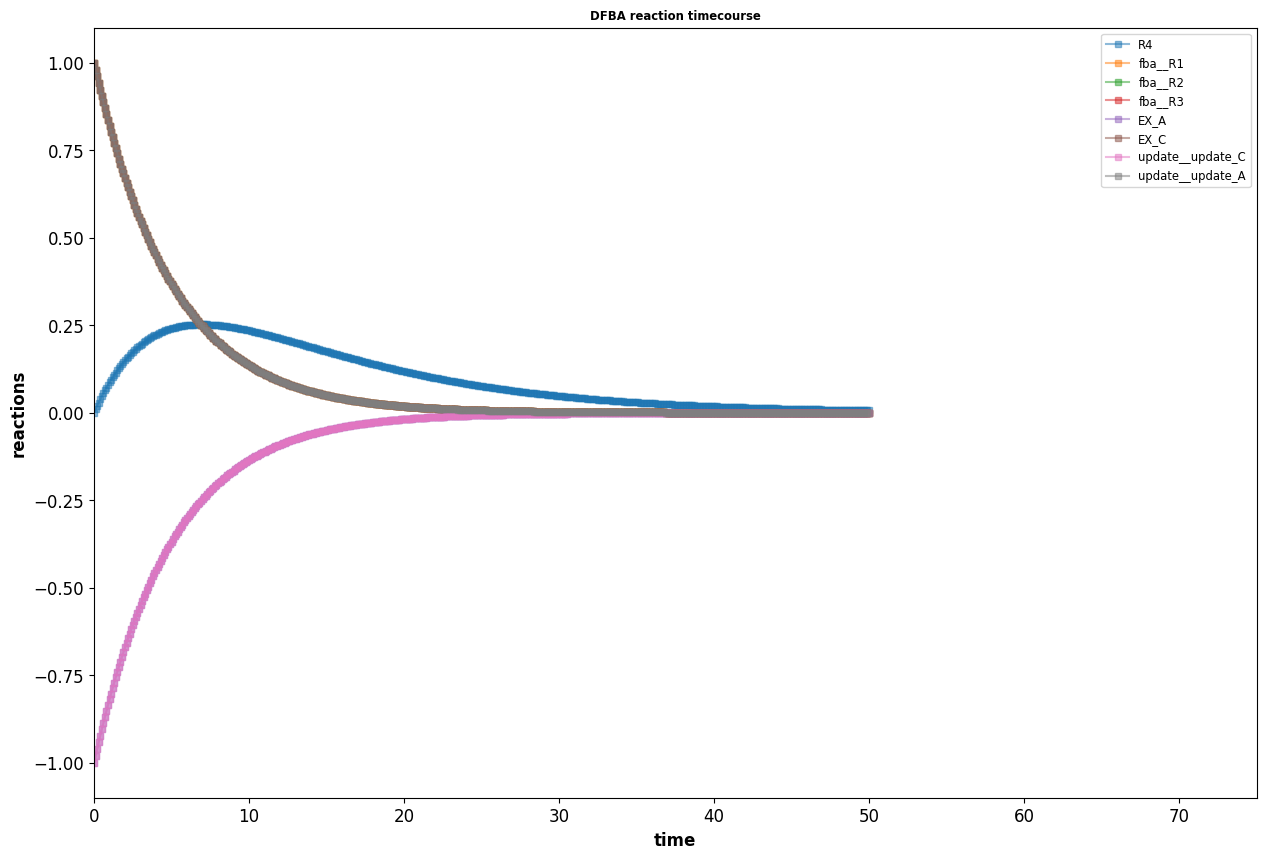 DFBA reaction timecourse
R4
fba__R1
fba__R2
fba__R3
EX_A
EX_C
update__update_C
update__update_A
reactions
1.00
0.75
0.50
0.25
0.00
−0.25
−0.50
−0.75
−1.00
0 10 20 30 40 50 60 70
time